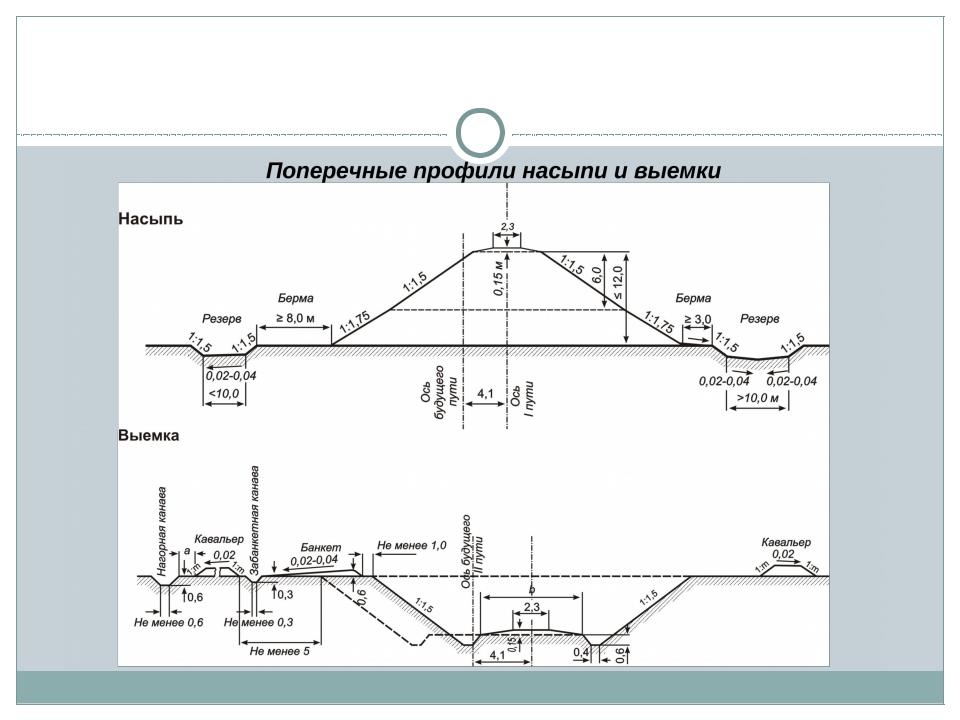 Поперечные профили насыпи и выемки
Насыпь
2,3
1:1,5
0,15 м
1:1,5
6,0
≤ 12,0
Берма
≥ 8,0 м
1:1,75
Резерв
1:1,5
1:1,5
0,02-0,04
<10,0
1:1,75
Берма
≥ 3,0
Резерв
1:1,5
1:1,5
0,02-0,04
0,02-0,04
>10,0 м
Ось
будущего
пути
4,1
Ось
I пути
Выемка
Нагорная канава
а
Кавальер
0,02
1:m
1:m
Забанкетная канава
Банкет
0,02-0,04
Не менее 1,0
Ось будущего
II пути
Кавальер
0,02
1:m
1:m
0,6
0,3
0,6
Не менее 0,6
Не менее 0,3
Не менее 5
1:1,5
b
2,3
1:1,5
0,15
4,1
0,4
0,6